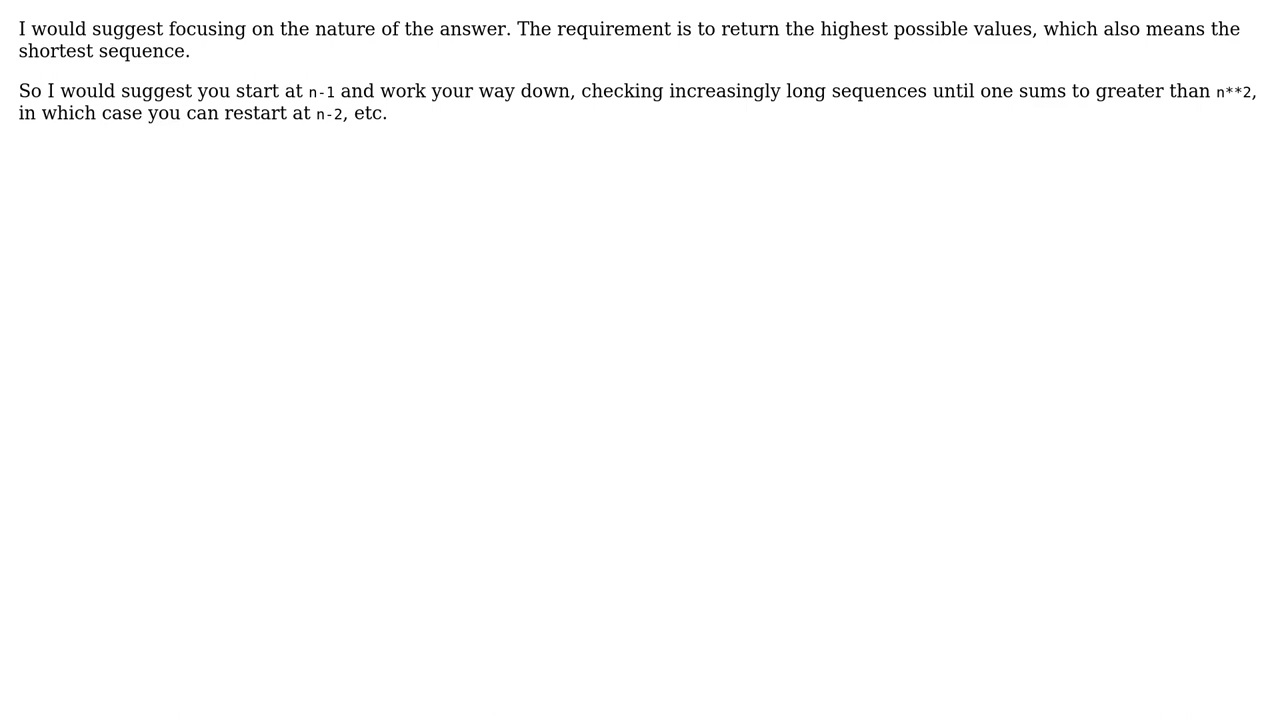 I would suggest focusing on the nature of the answer. The requirement is to return the highest possible values, which also means the
shortest sequence.
So I would suggest you start at n-1 and work your way down, checking increasingly long sequences until one sums to greater than n**2,
in which case you can restart at n-2, etc.